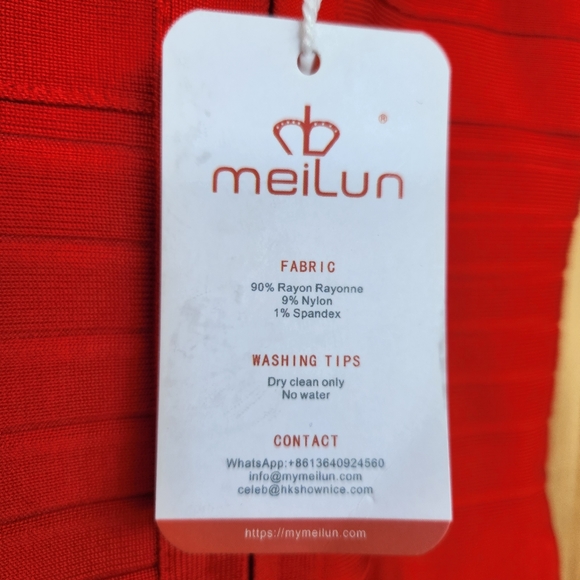 ®
meiLun
FABRIC
90% Rayon Rayonne
9% Nylon
1% Spandex
WASHING TIPS
Dry clean only
No water
CONTACT
WhatsApp:+8613640924560
info@mymeilun.com
celeb@hkshownice.com
https://mymeilun.com